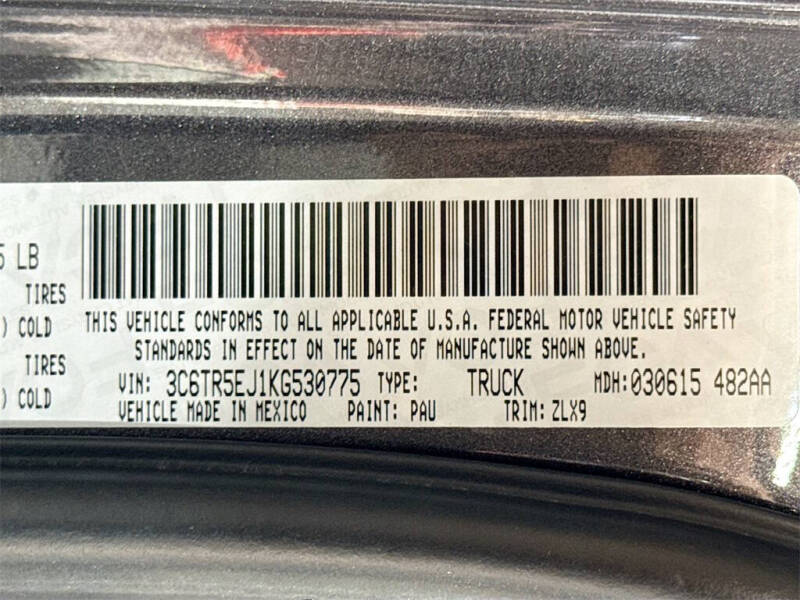 5 LB
TIRES
) COLD
TIRES
) COLD
THIS VEHICLE CONFORMS TO ALL APPLICABLE U.S.A. FEDERAL MOTOR VEHICLE SAFETY
STANDARDS IN EFFECT ON THE DATE OF MANUFACTURE SHOWN ABOVE.
VIN: 3C6TR5EJ1KG530775 TYPE: TRUCK MDH:030615 482AA
VEHICLE MADE IN MEXICO PAINT: PAU TRIM: ZLX9